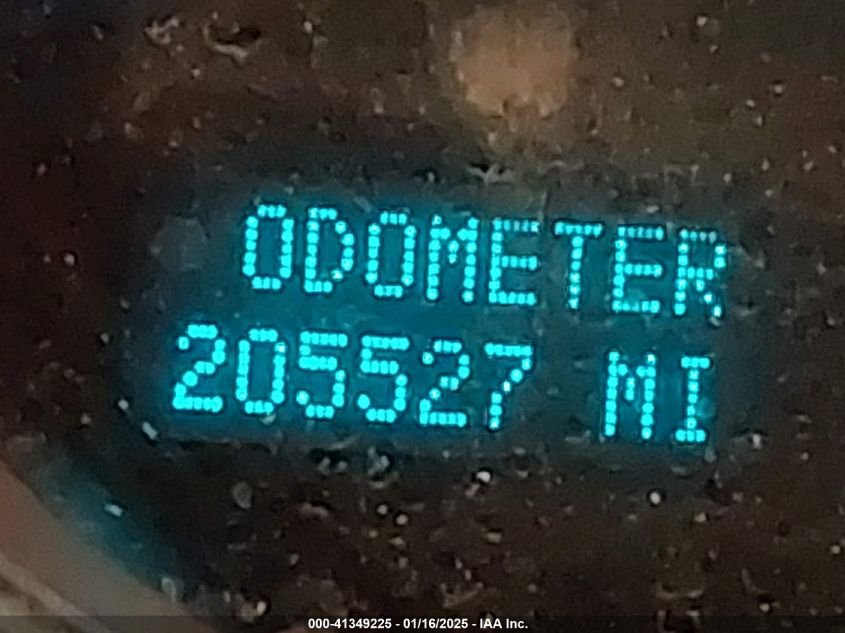 ODOMETER
205527 MI
000-41349225 - 01/16/2025 - IAA Inc.